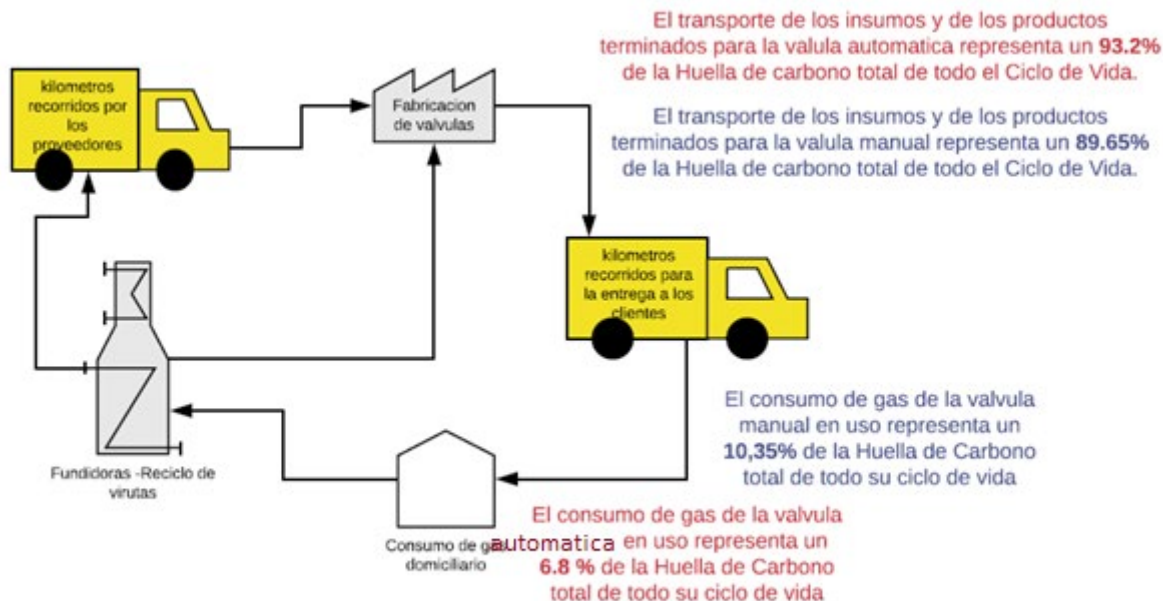 El transporte de los insumos y de los productos
terminados para la valula automatica representa un 93.2%
de la Huella de carbono total de todo el Ciclo de Vida.
El transporte de los insumos y de los productos
terminados para la valula manual representa un 89.65%
de la Huella de carbono total de todo el Ciclo de Vida.
kilometros
recorridos por
los
proveedores
Fabricacion
de valvulas
kilometros
recorridos para
la entrega a los
clientes
El consumo de gas de la valvula
manual en uso representa un
10,35% de la Huella de Carbono
total de todo su ciclo de vida
Fundidoras -Reciclo de
virutas
Consumo de gas
domiciliario
El consumo de gas de la valvula
automatica en uso representa un
6.8 % de la Huella de Carbono
total de todo su ciclo de vida